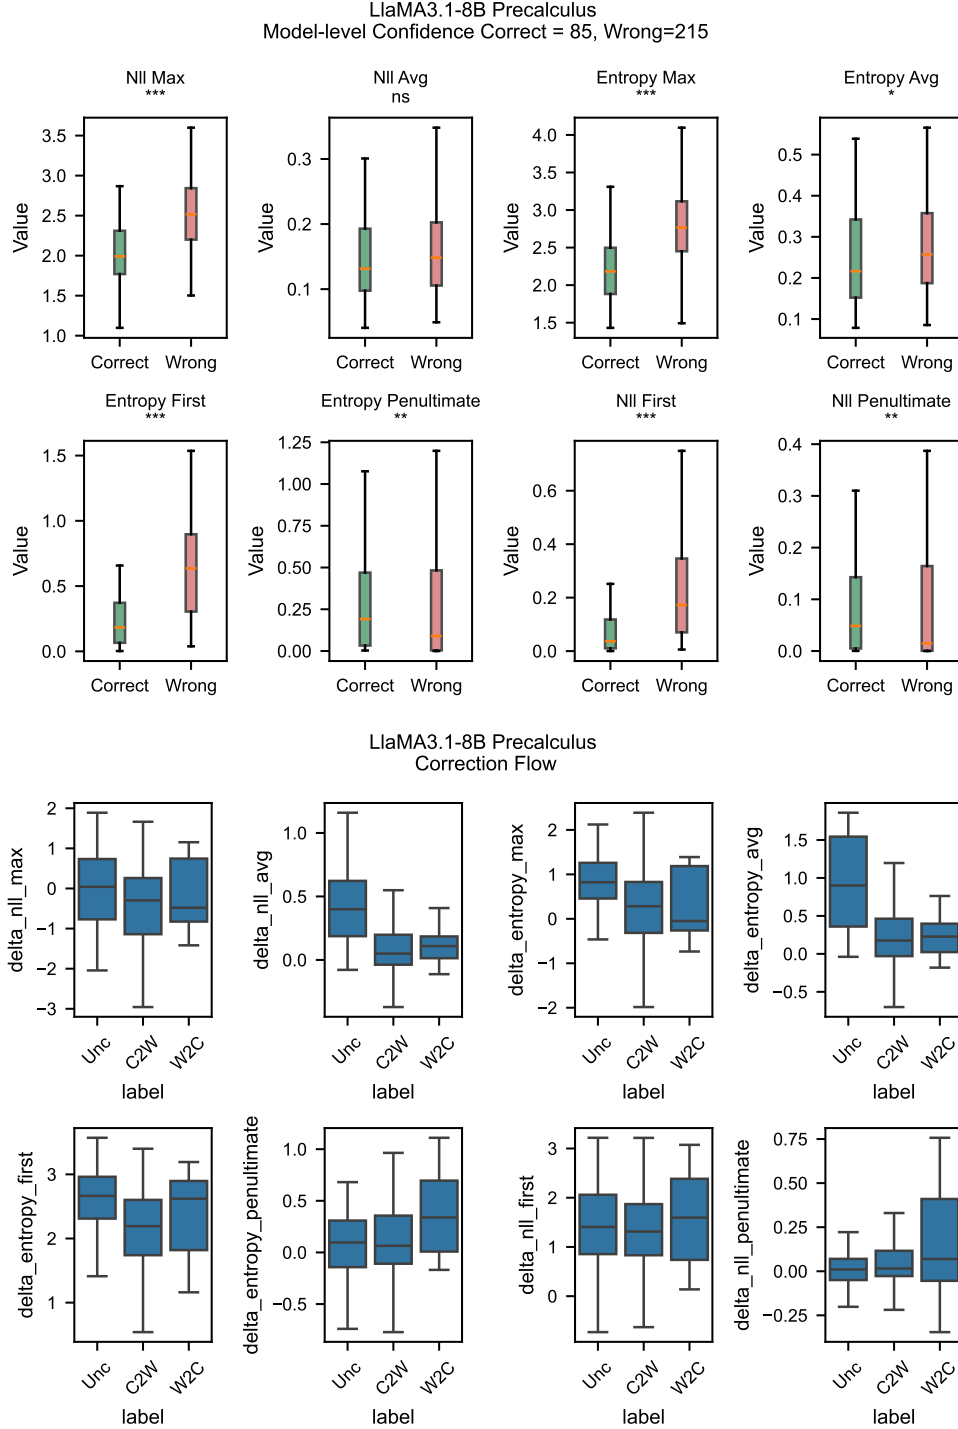 LlaMA3.1-8B Precalculus
Model-level Confidence Correct = 85, Wrong=215
Nll Max
***
Nll Avg
ns
Entropy Max
***
Entropy Avg
*
Value
3.5
3.0
2.5
2.0
1.5
1.0
Correct Wrong
Value
0.3
0.2
0.1
Correct Wrong
Value
4.0
3.5
3.0
2.5
2.0
1.5
Correct Wrong
Value
0.5
0.4
0.3
0.2
0.1
Correct Wrong
Entropy First
***
Entropy Penultimate
**
Nll First
***
Nll Penultimate
**
Value
1.5
1.0
0.5
0.0
Correct Wrong
Value
1.25
1.00
0.75
0.50
0.25
0.00
Correct Wrong
Value
0.6
0.4
0.2
0.0
Correct Wrong
Value
0.4
0.3
0.2
0.1
0.0
Correct Wrong
LlaMA3.1-8B Precalculus
Correction Flow
delta_nll_max
2
1
0
−1
−2
−3
Unc C2W W2C
label
delta_nll_avg
1.0
0.5
0.0
Unc C2W W2C
label
delta_entropy_max
2
1
0
−1
−2
Unc C2W W2C
label
delta_entropy_avg
1.5
1.0
0.5
0.0
−0.5
Unc C2W W2C
label
delta_entropy_first
3
2
1
Unc C2W W2C
label
delta_entropy_penultimate
1.0
0.5
0.0
−0.5
Unc C2W W2C
label
delta_nll_first
3
2
1
0
Unc C2W W2C
label
delta_nll_penultimate
0.75
0.50
0.25
0.00
−0.25
Unc C2W W2C
label